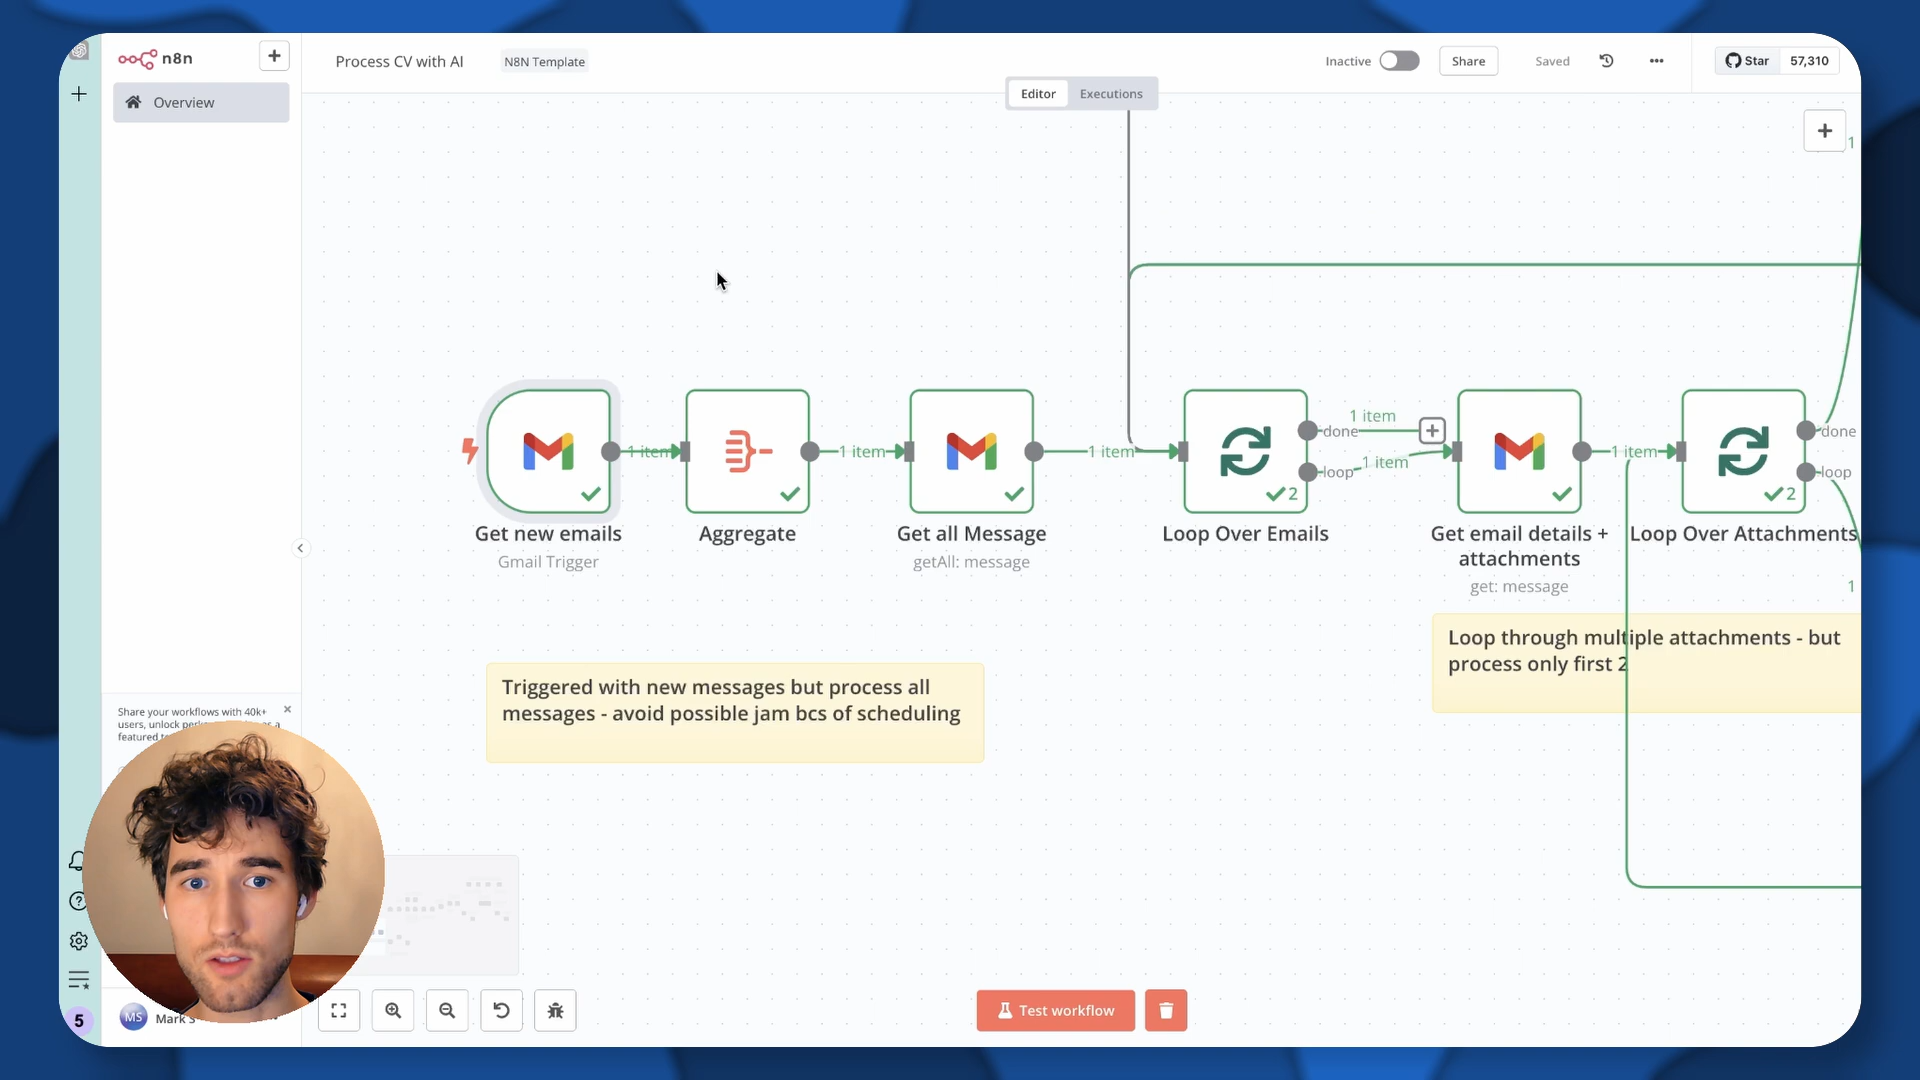 n8n
Process CV with AI
N8N Template
Inactive
Share
Saved
Star
57,310
Overview
Editor
Executions
1
1 item
done
1 item
1 item
1 item
loop
1 item
1 item
done
loop
2
2
Get new emails
Gmail Trigger
Aggregate
Get all Message
getAll: message
Loop Over Emails
Get email details +
attachments
get: message
Loop Over Attachments
1
Loop through multiple attachments - but
process only first 2
Triggered with new messages but process all
messages - avoid possible jam bcs of scheduling
Share your workflows with 40k+
users, unlock
featured
Test workflow
5
MS
Mark S